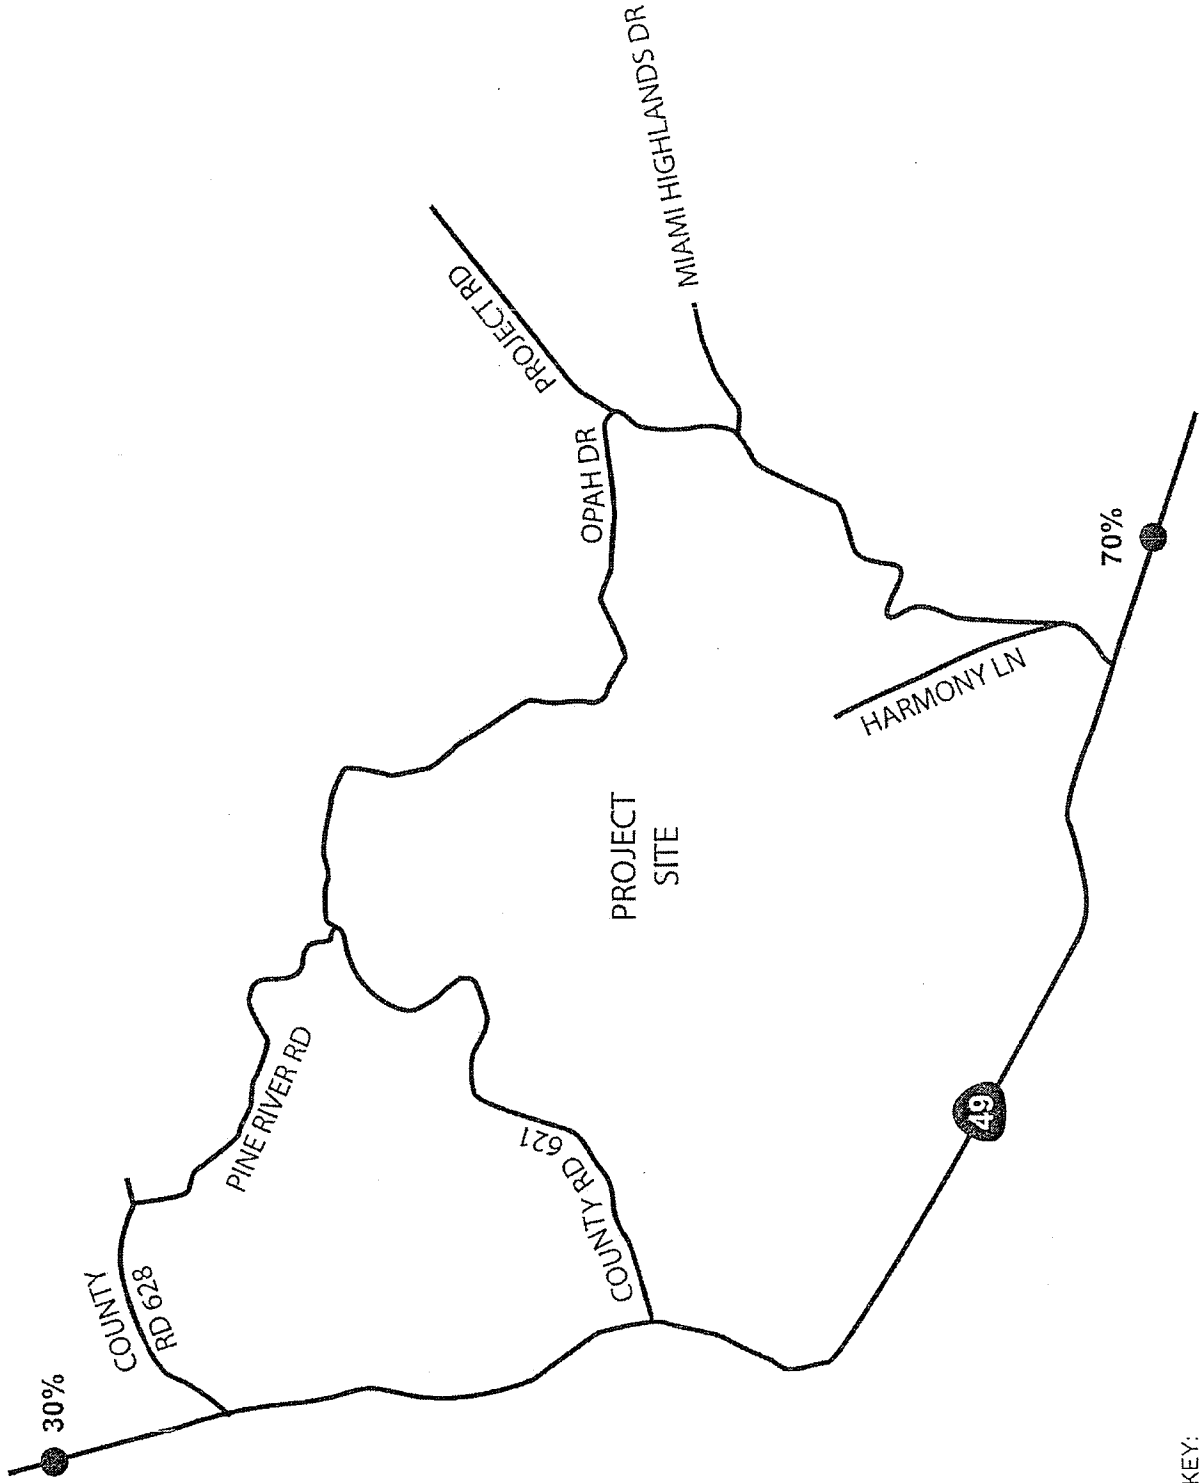 30%
COUNTY
RD 628
PINE RIVER RD
COUNTY RD 621
49
PROJECT
SITE
OPAH DR
PROJECT RD
MIAMI HIGHLANDS DR
HARMONY LN
70%
KEY: